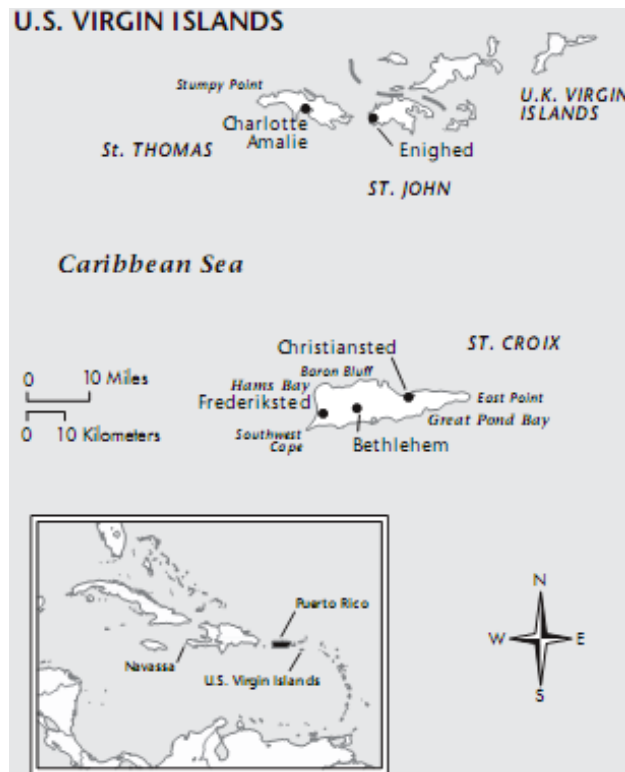 U.S. VIRGIN ISLANDS
Stumpy Point
U.K. VIRGIN
ISLANDS
Charlotte
Amalie
St. THOMAS
Enighed
ST. JOHN
Caribbean Sea
Christiansted
ST. CROIX
Baron Bluff
Hams Bay
0 10 Miles
Frederiksted
East Point
Great Pond Bay
0 10 Kilometers
Southwest
Cape
Bethlehem
Puerto Rico
Navassa
U.S. Virgin Islands
N
W E
S